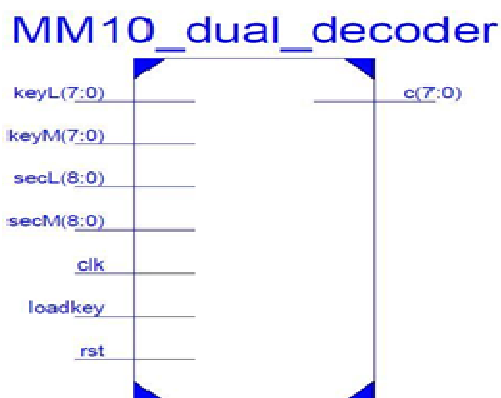 MM10_dual_decoder
keyL(7:0) c(7:0)
keyM(7:0)
secL(8:0)
secM(8:0)
clk
loadkey
rst